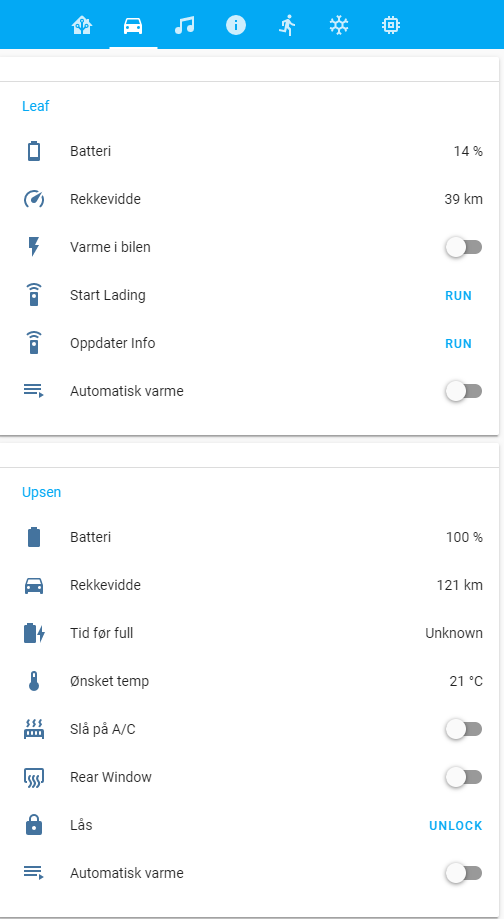 Leaf
Batteri 14 %
Rekkevidde 39 km
Varme i bilen
Start Lading RUN
Oppdater Info RUN
Automatisk varme
Upsen
Batteri 100 %
Rekkevidde 121 km
Tid før full Unknown
Ønsket temp 21 °C
Slå på A/C
Rear Window
Lås UNLOCK
Automatisk varme